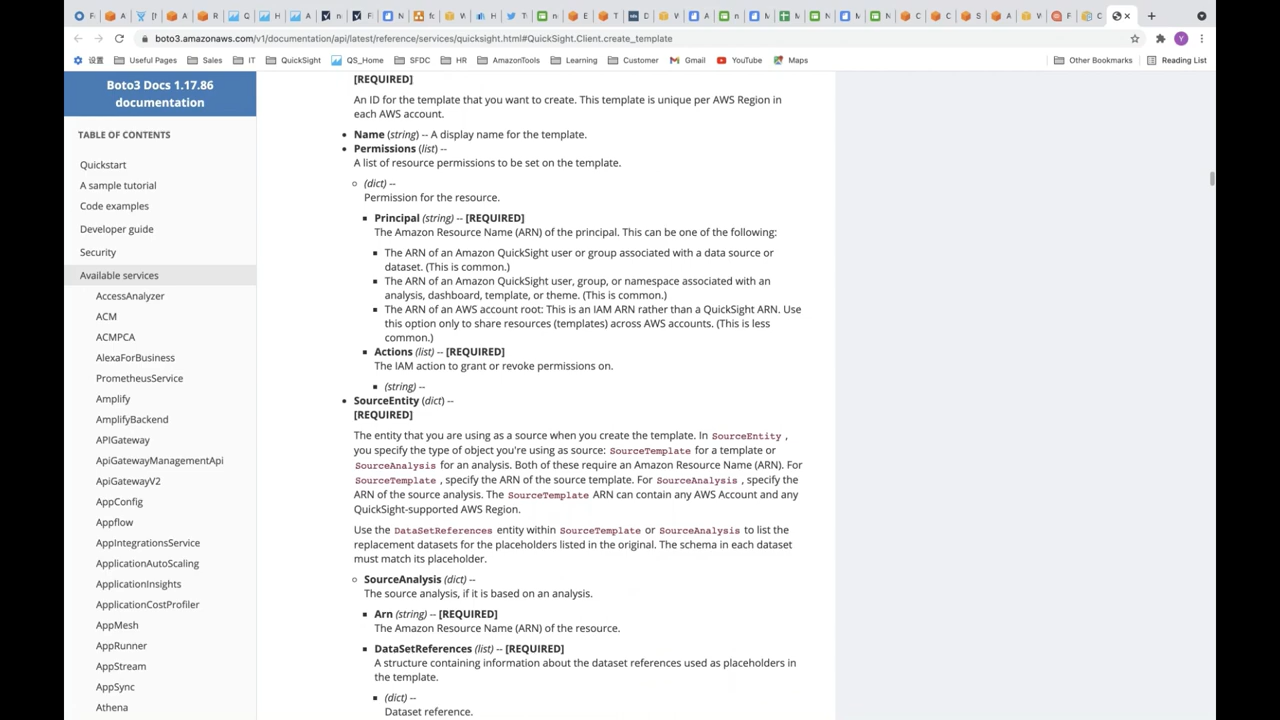 boto3.amazonaws.com/v1/documentation/api/latest/reference/services/quicksight.html#QuickSight.Client.create_template
Y
设置 Useful Pages Sales IT QuickSight QS_Home SFDC HR AmazonTools Learning Customer Gmail YouTube Maps Other Bookmarks Reading List
Boto3 Docs 1.17.86
documentation
TABLE OF CONTENTS
Quickstart
A sample tutorial
Code examples
Developer guide
Security
Available services
AccessAnalyzer
ACM
ACMPCA
AlexaForBusiness
PrometheusService
Amplify
AmplifyBackend
APIGateway
ApiGatewayManagementApi
ApiGatewayV2
AppConfig
Appflow
AppIntegrationsService
ApplicationAutoScaling
ApplicationInsights
ApplicationCostProfiler
AppMesh
AppRunner
AppStream
AppSync
Athena
[REQUIRED]
An ID for the template that you want to create. This template is unique per AWS Region in
each AWS account.
Name (string) -- A display name for the template.
Permissions (list) --
A list of resource permissions to be set on the template.
(dict) --
Permission for the resource.
Principal (string) -- [REQUIRED]
The Amazon Resource Name (ARN) of the principal. This can be one of the following:
The ARN of an Amazon QuickSight user or group associated with a data source or
dataset. (This is common.)
The ARN of an Amazon QuickSight user, group, or namespace associated with an
analysis, dashboard, template, or theme. (This is common.)
The ARN of an AWS account root: This is an IAM ARN rather than a QuickSight ARN. Use
this option only to share resources (templates) across AWS accounts. (This is less
common.)
Actions (list) -- [REQUIRED]
The IAM action to grant or revoke permissions on.
(string) --
SourceEntity (dict) --
[REQUIRED]
The entity that you are using as a source when you create the template. In SourceEntity ,
you specify the type of object you're using as source: SourceTemplate for a template or
SourceAnalysis for an analysis. Both of these require an Amazon Resource Name (ARN). For
SourceTemplate , specify the ARN of the source template. For SourceAnalysis , specify the
ARN of the source analysis. The SourceTemplate ARN can contain any AWS Account and any
QuickSight-supported AWS Region.
Use the DataSetReferences entity within SourceTemplate or SourceAnalysis to list the
replacement datasets for the placeholders listed in the original. The schema in each dataset
must match its placeholder.
SourceAnalysis (dict) --
The source analysis, if it is based on an analysis.
Arn (string) -- [REQUIRED]
The Amazon Resource Name (ARN) of the resource.
DataSetReferences (list) -- [REQUIRED]
A structure containing information about the dataset references used as placeholders in
the template.
(dict) --
Dataset reference.